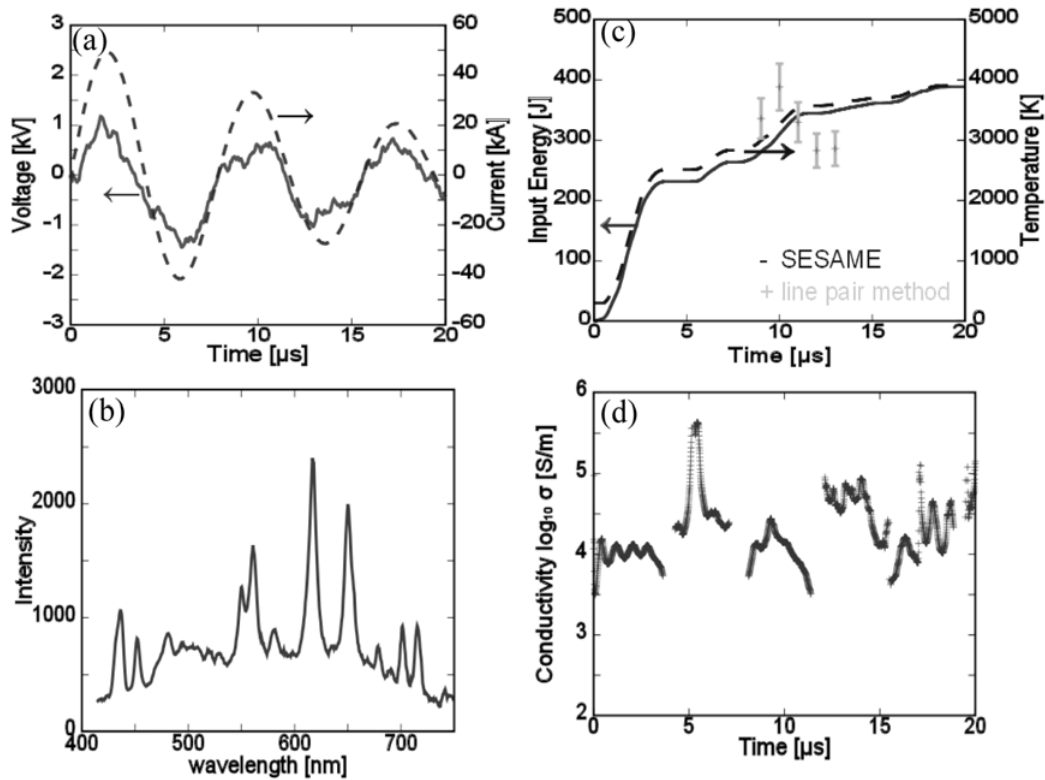 (a)
3
2
1
0
−1
−2
−3
Voltage [kV]
60
40
20
0
−20
−40
−60
Current [kA]
0 5 10 15 20
Time [µs]
(c)
500
400
300
200
100
0
Input Energy [J]
5000
4000
3000
2000
1000
0
Temperature [K]
- SESAME
+ line pair method
0 5 10 15 20
Time [µs]
(b)
3000
2000
1000
0
Intensity
400 500 600 700
wavelength [nm]
(d)
6
5
4
3
2
Conductivity log₁₀ σ [S/m]
0 5 10 15 20
Time [µs]